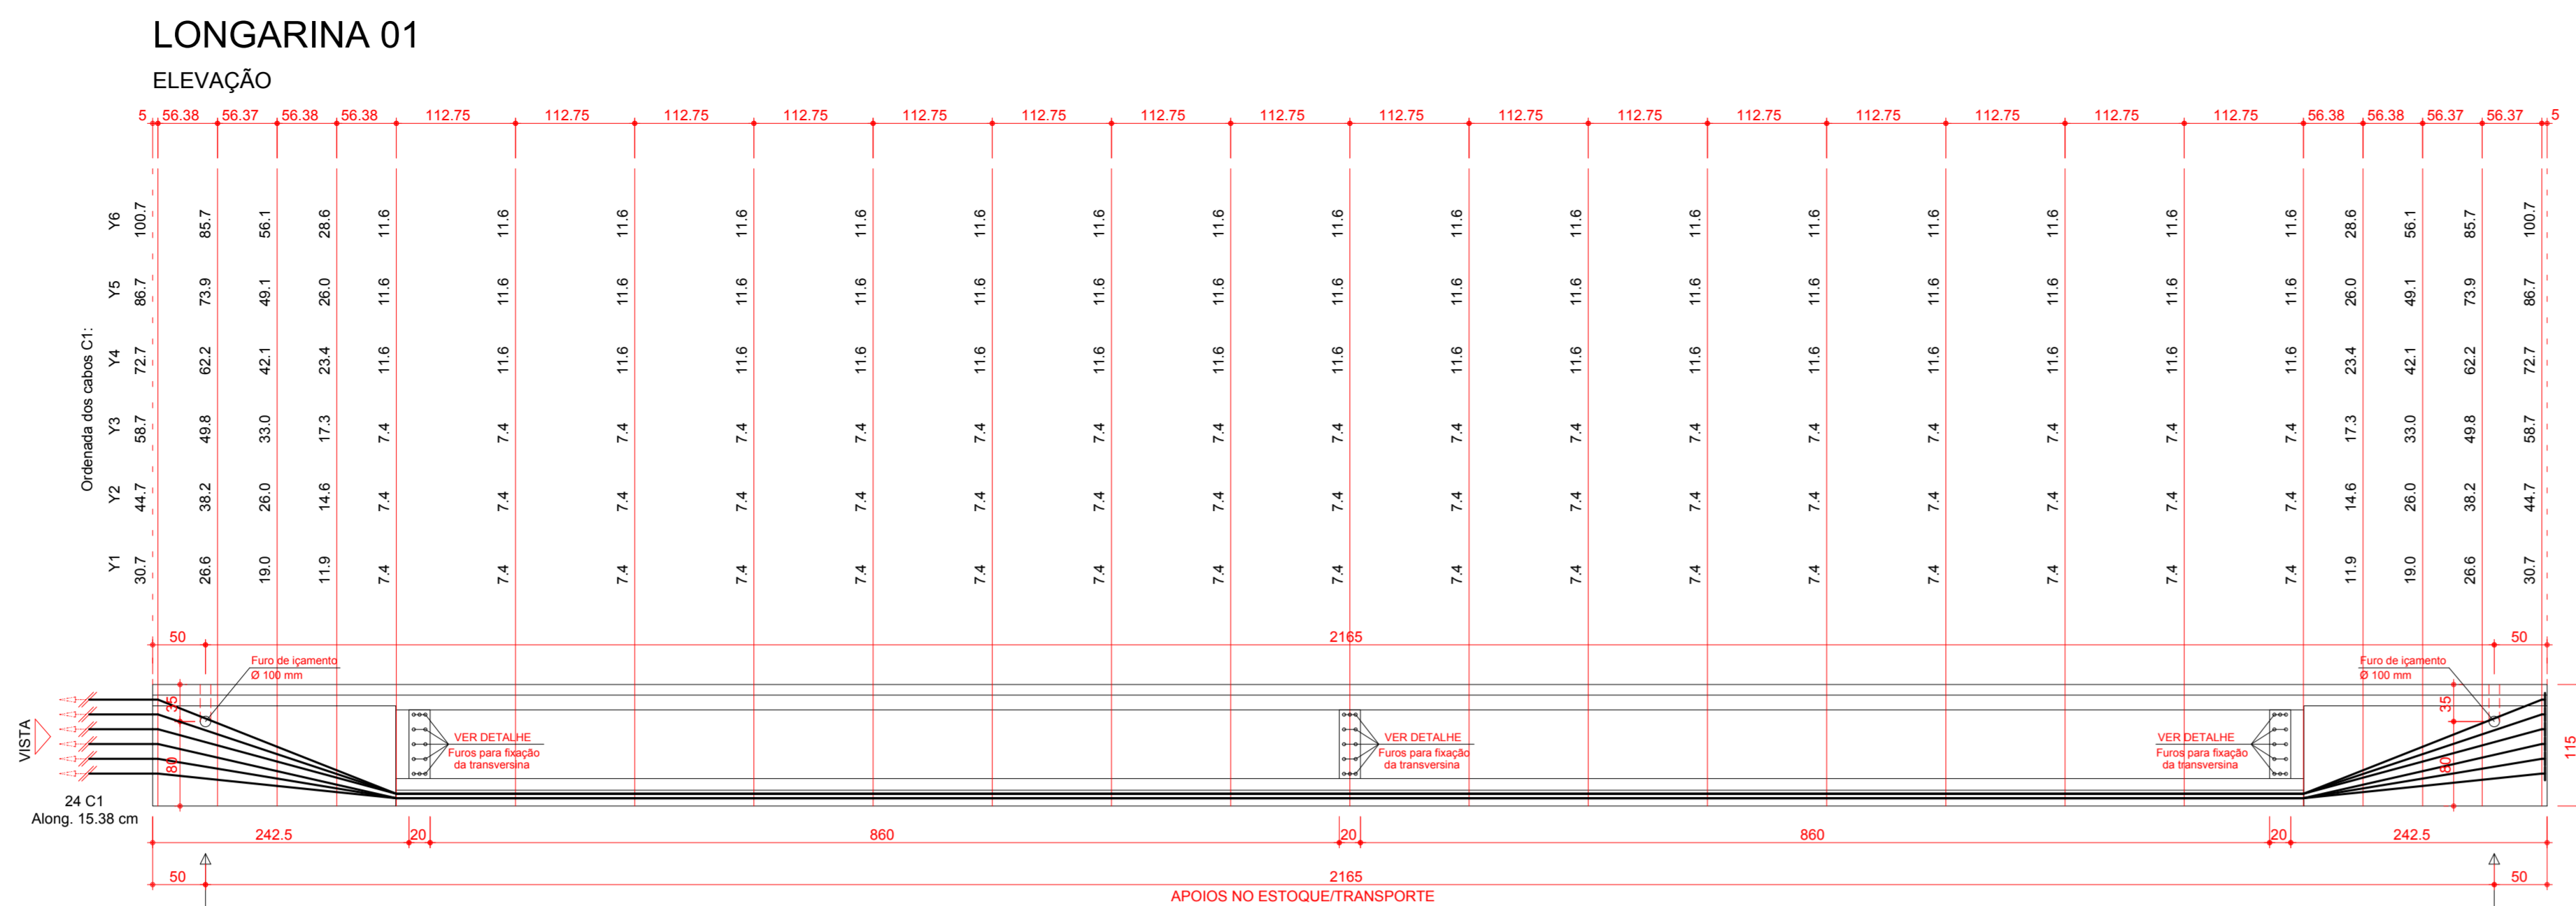 LONGARINA 01
ELEVAÇÃO
5 56.38 56.37 56.38 56.38 112.75 112.75 112.75 112.75 112.75 112.75 112.75 112.75 112.75 112.75 112.75 112.75 112.75 112.75 112.75 112.75 56.38 56.38 56.37 56.37 5
Ordenada dos cabos C1:
Y6 100.7 85.7 56.1 28.6 11.6 11.6 11.6 11.6 11.6 11.6 11.6 11.6 11.6 11.6 11.6 11.6 11.6 11.6 11.6 11.6 11.6 28.6 56.1 85.7 100.7
Y5 86.7 73.9 49.1 26.0 11.6 11.6 11.6 11.6 11.6 11.6 11.6 11.6 11.6 11.6 11.6 11.6 11.6 11.6 11.6 11.6 11.6 26.0 49.1 73.9 86.7
Y4 72.7 62.2 42.1 23.4 11.6 11.6 11.6 11.6 11.6 11.6 11.6 11.6 11.6 11.6 11.6 11.6 11.6 11.6 11.6 11.6 11.6 23.4 42.1 62.2 72.7
Y3 58.7 49.8 33.0 17.3 7.4 7.4 7.4 7.4 7.4 7.4 7.4 7.4 7.4 7.4 7.4 7.4 7.4 7.4 7.4 7.4 7.4 17.3 33.0 49.8 58.7
Y2 44.7 38.2 26.0 14.6 7.4 7.4 7.4 7.4 7.4 7.4 7.4 7.4 7.4 7.4 7.4 7.4 7.4 7.4 7.4 7.4 7.4 14.6 26.0 38.2 44.7
Y1 30.7 26.6 19.0 11.9 7.4 7.4 7.4 7.4 7.4 7.4 7.4 7.4 7.4 7.4 7.4 7.4 7.4 7.4 7.4 7.4 7.4 11.9 19.0 26.6 30.7
50 2165 50
Furo de içamento
Ø 100 mm
Furo de içamento
Ø 100 mm
35
80
35
80
115
VISTA
VER DETALHE
Furos para fixação
da transversina
VER DETALHE
Furos para fixação
da transversina
VER DETALHE
Furos para fixação
da transversina
24 C1
Along. 15.38 cm
242.5 20 860 20 860 20 242.5
50 2165 50
APOIOS NO ESTOQUE/TRANSPORTE